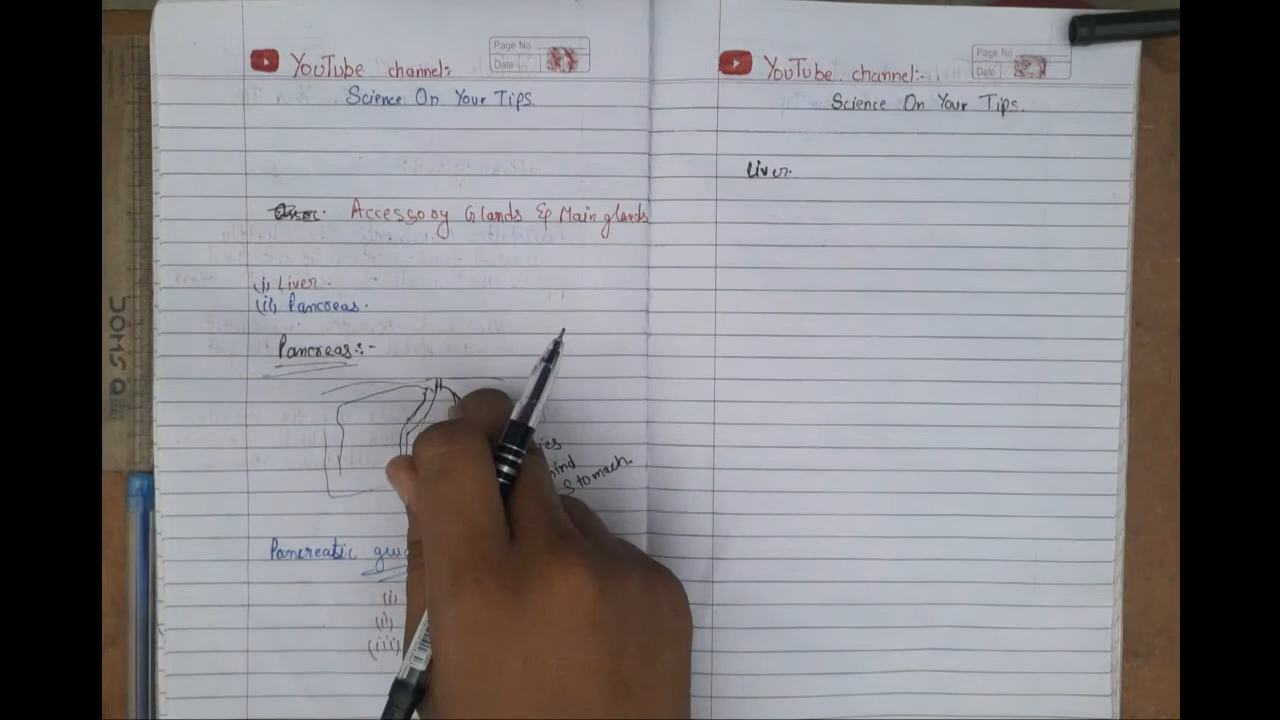 YouTube channel:
Page No.
Date
Science On Your Tips.
Accessory Glands & Main glands
(i) Liver.
(ii) Pancreas.
Pancreas:-
Stomach.
Pancreatic
(i)
(ii)
(iii)
YouTube channel:-
Page No.
Date
Science On Your Tips.
Liver.
DOMS